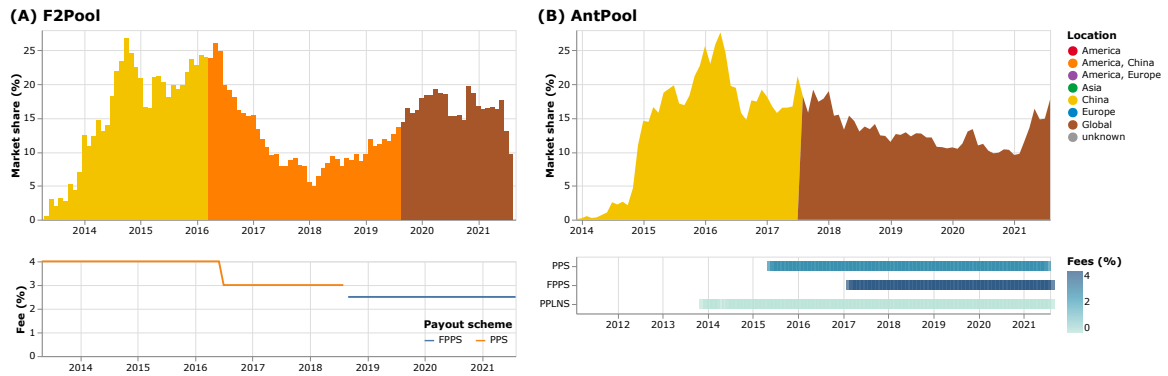 (A) F2Pool
Market share (%)
25
20
15
10
5
0
2014 2015 2016 2017 2018 2019 2020 2021
Fee (%)
4
3
2
1
0
Payout scheme
FPPS PPS
2014 2015 2016 2017 2018 2019 2020 2021
(B) AntPool
Market share (%)
25
20
15
10
5
0
2014 2015 2016 2017 2018 2019 2020 2021
PPS
FPPS
PPLNS
2012 2013 2014 2015 2016 2017 2018 2019 2020 2021
Location
America
America, China
America, Europe
Asia
China
Europe
Global
unknown
Fees (%)
4
2
0